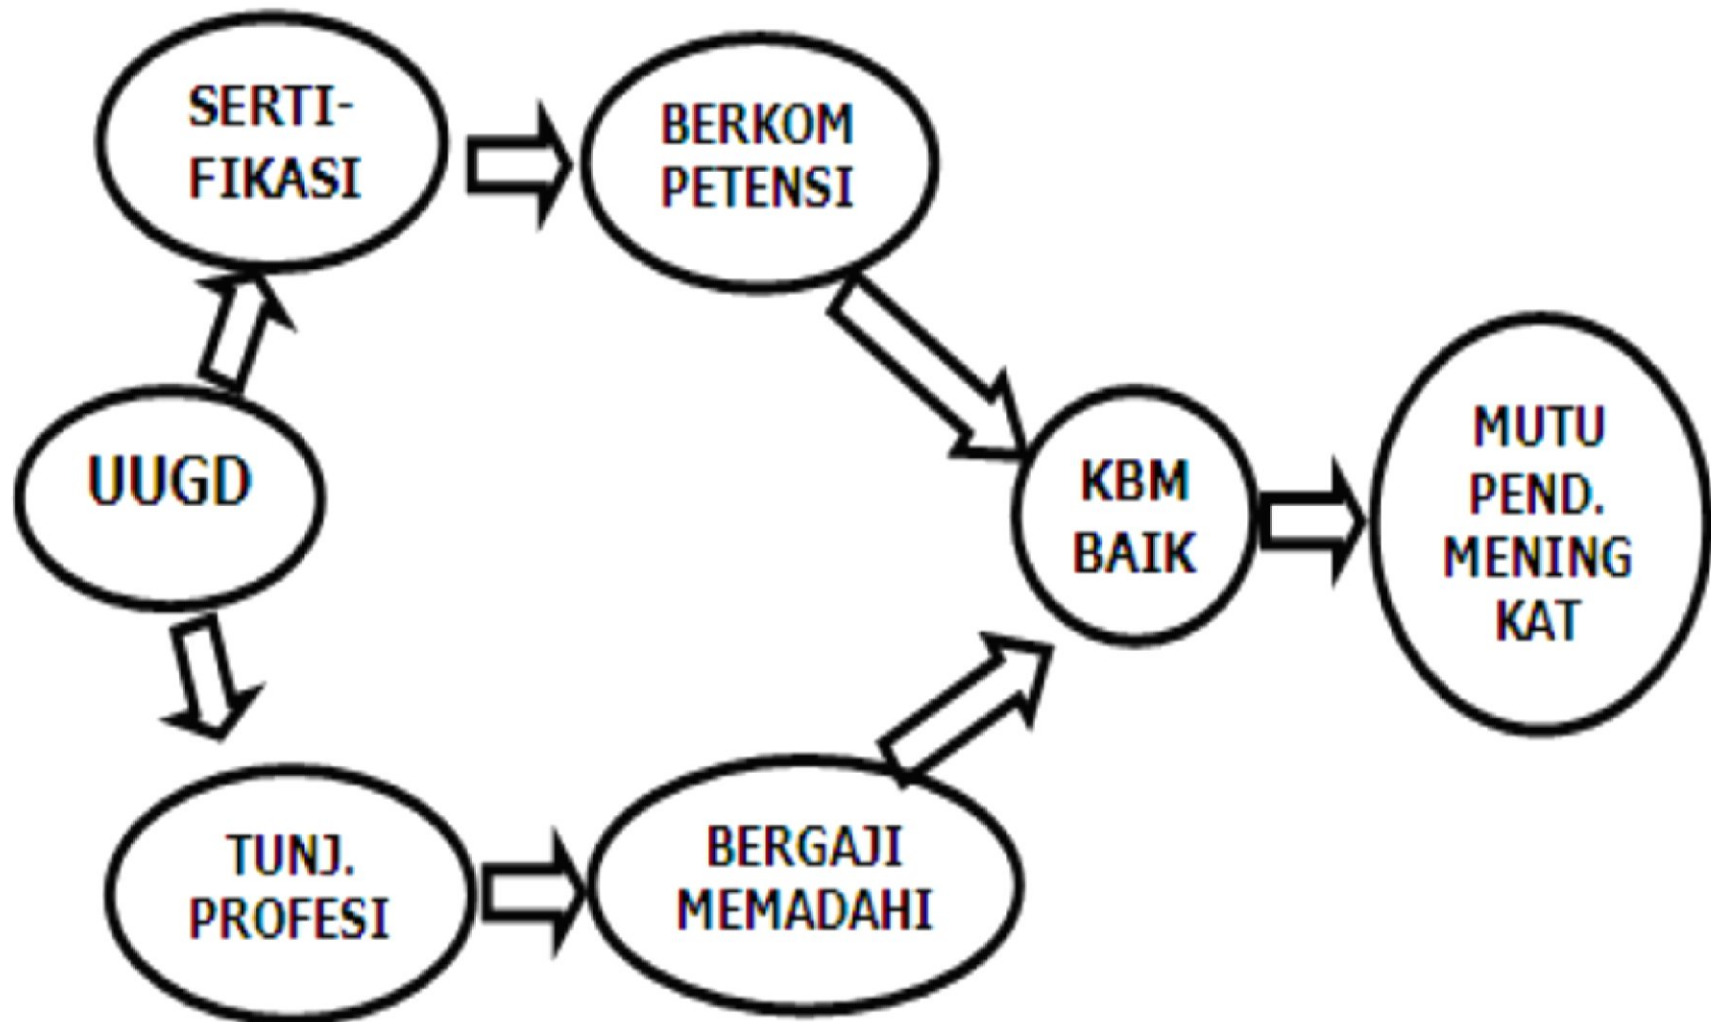 SERTI-
FIKASI
BERKOM
PETENSI
UUGD
KBM
BAIK
MUTU
PEND.
MENING
KAT
TUNJ.
PROFESI
BERGAJI
MEMADAHI